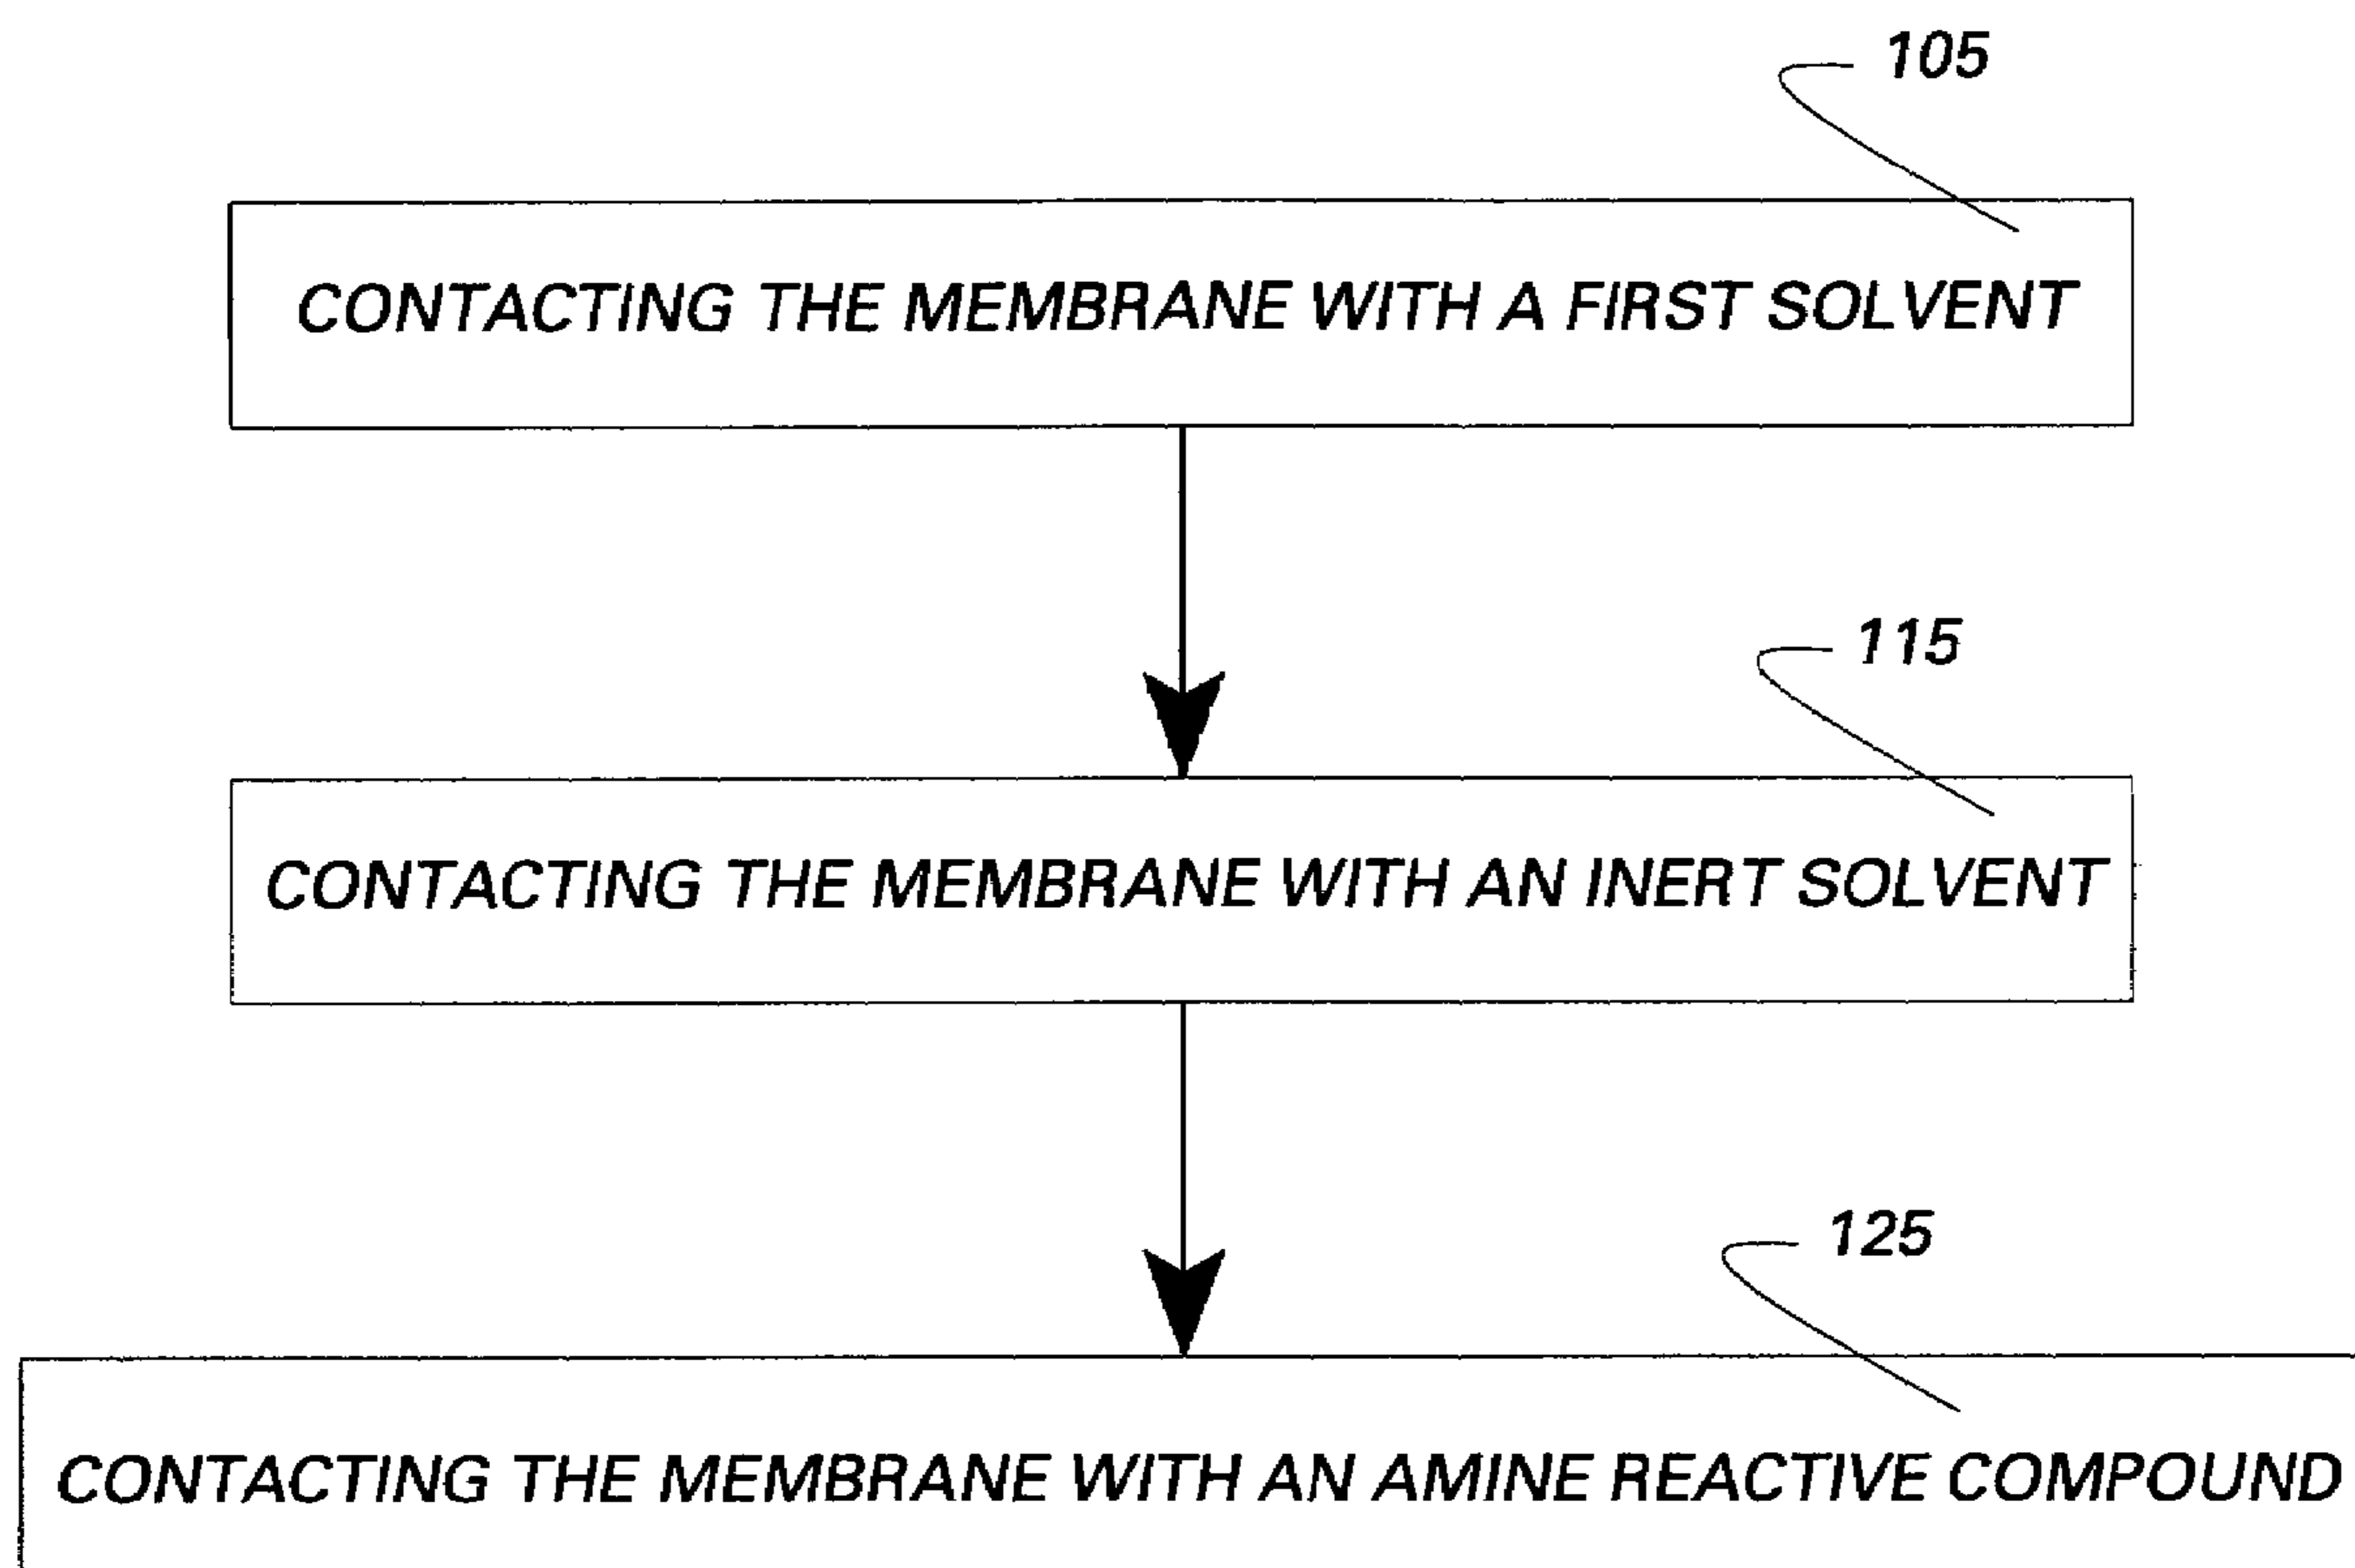 105
CONTACTING THE MEMBRANE WITH A FIRST SOLVENT
115
CONTACTING THE MEMBRANE WITH AN INERT SOLVENT
125
CONTACTING THE MEMBRANE WITH AN AMINE REACTIVE COMPOUND